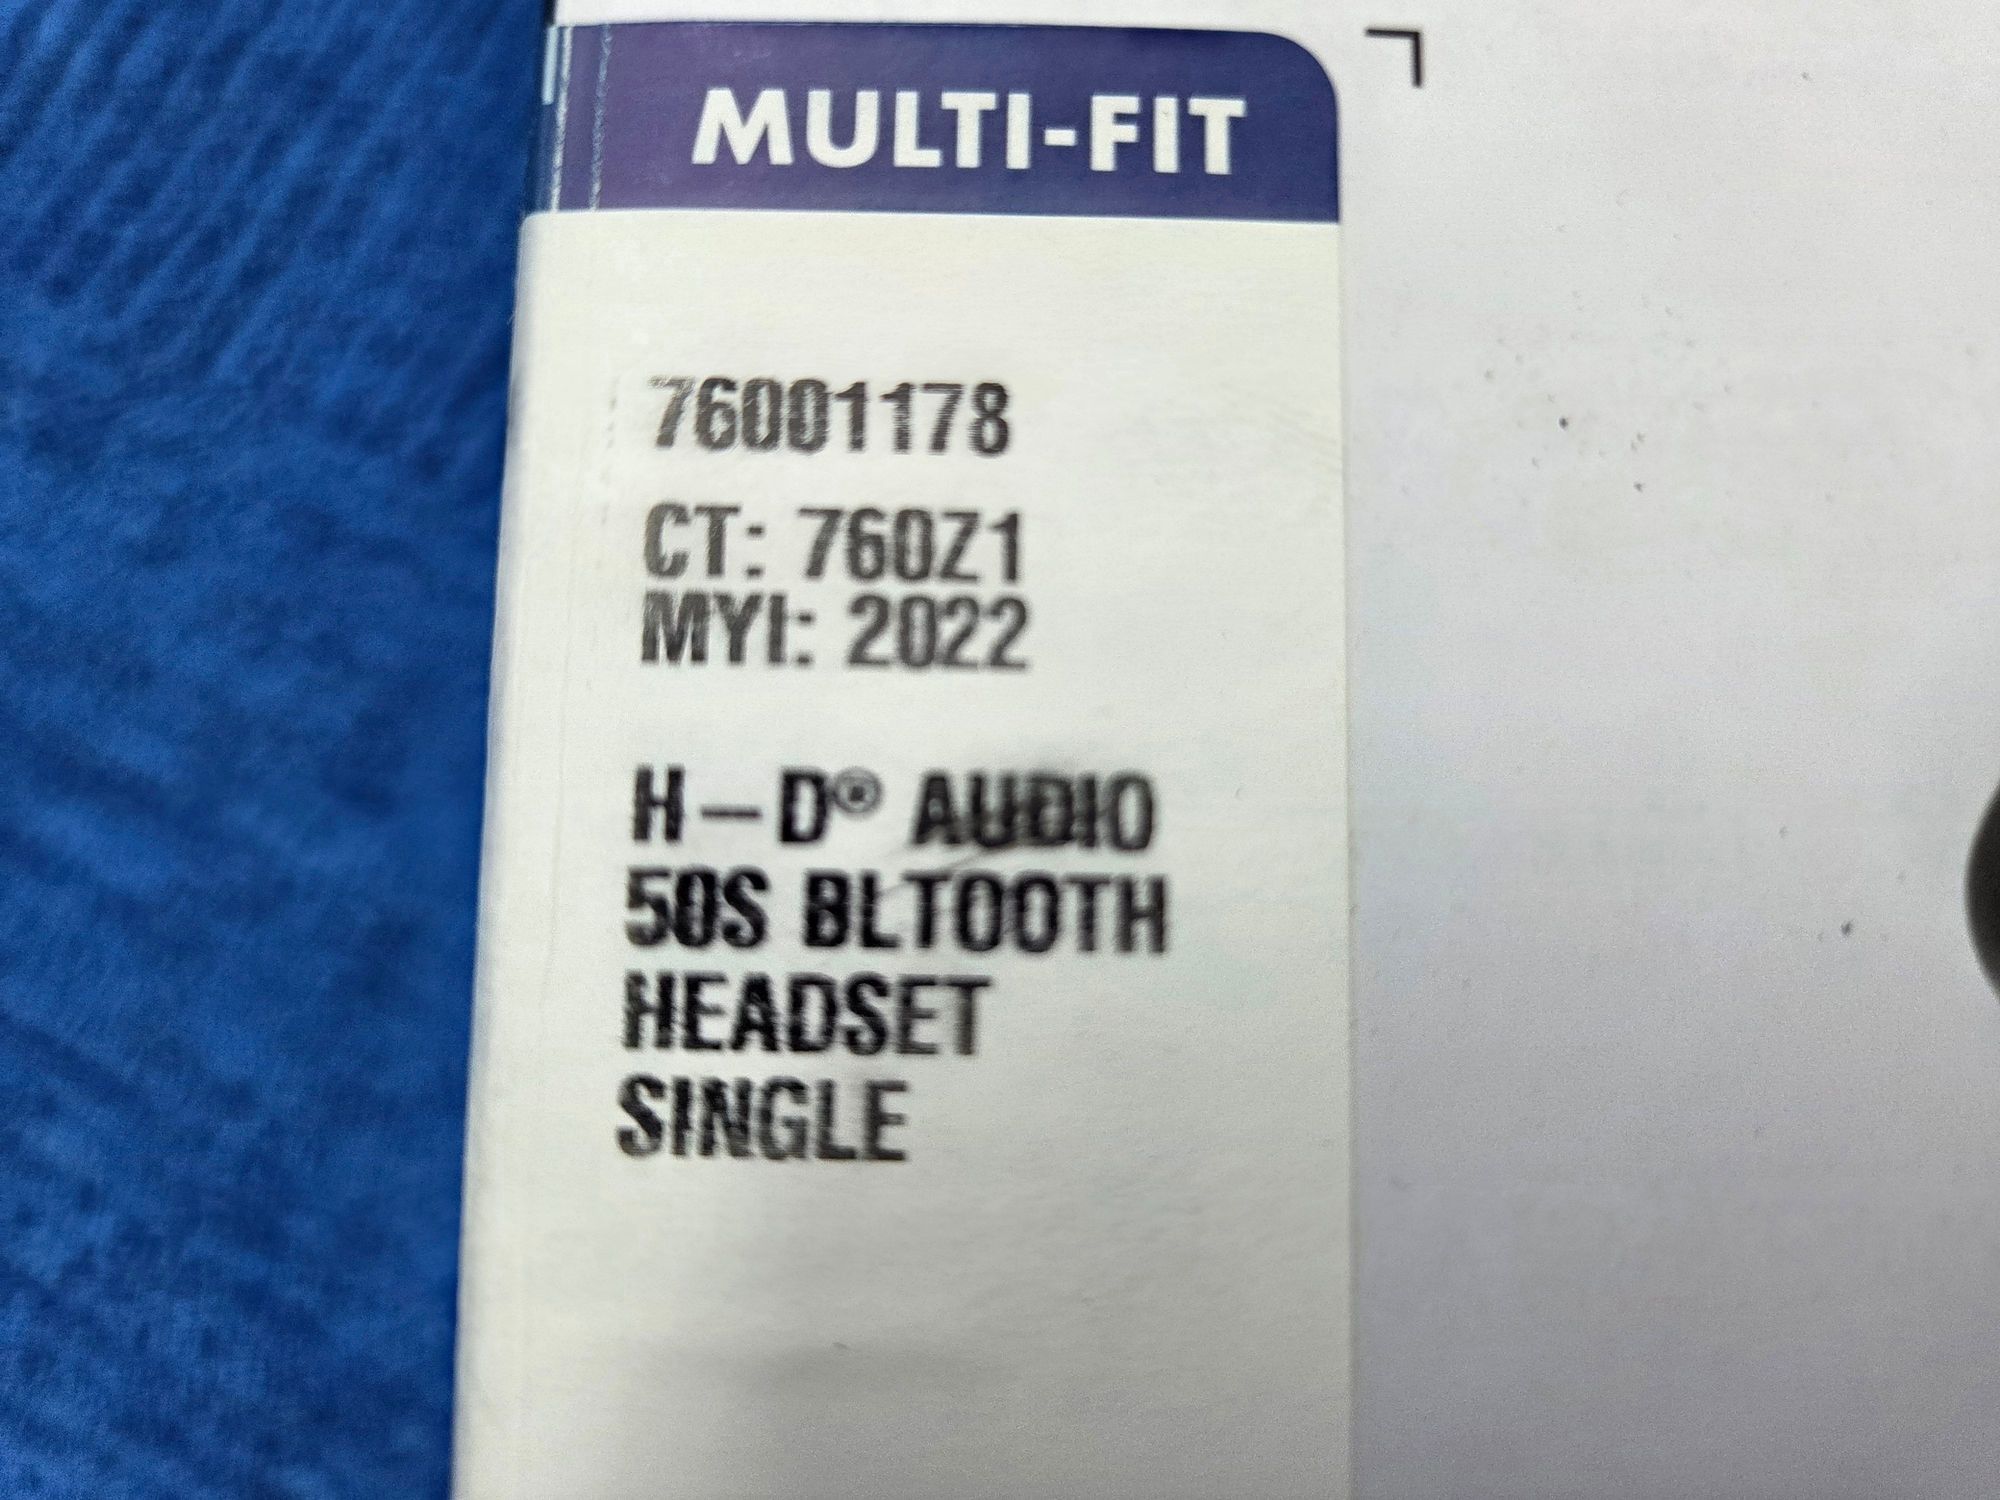 MULTI-FIT
76001178
CT: 760Z1
MYI: 2022
H-D® AUDIO
50S BLTOOTH
HEADSET
SINGLE